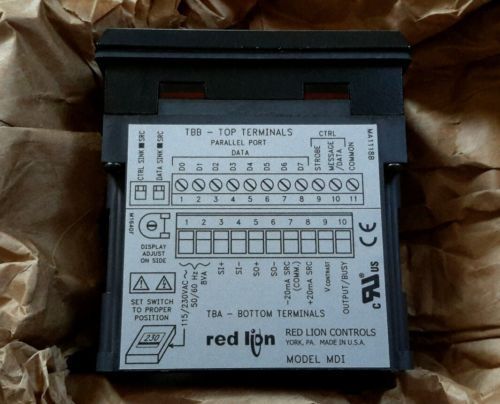 TBB - TOP TERMINALS
PARALLEL PORT
DATA
CTRL
CTRL SINK SRC
DATA SINK SRC
D0 D1 D2 D3 D4 D5 D6 D7 STROBE MESSAGE/DATA COMMON
1 2 3 4 5 6 7 8 9 10 11
MA11188
M1640F
DISPLAY
ADJUST
ON SIDE
1 2 3 4 5 6 7 8 9 10
115/230VAC ~
50/60 Hz
8VA
SI+
SI-
SO+
SO-
-20mA SRC
(COMM.)
+20mA SRC
V CONTRAST
OUTPUT/BUSY
CE
C UR US
SET SWITCH
TO PROPER
POSITION
230
TBA - BOTTOM TERMINALS
red lion
RED LION CONTROLS
YORK, PA. MADE IN U.S.A.
MODEL MDI